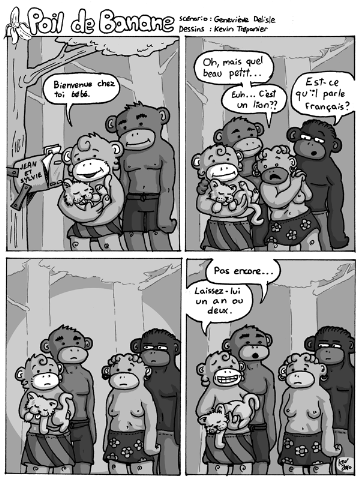 Poil de Banane
scénario: Geneviève Delisle
Dessins: Kevin Trépanier
Bienvenue chez
toi bébé.
JEAN
ET
SYLVIE
Oh, mais quel
beau petit...
Euh... C'est
un lion??
Est-ce
qu'il parle
français?
Pas encore...
Laissez-lui
un an ou
deux.